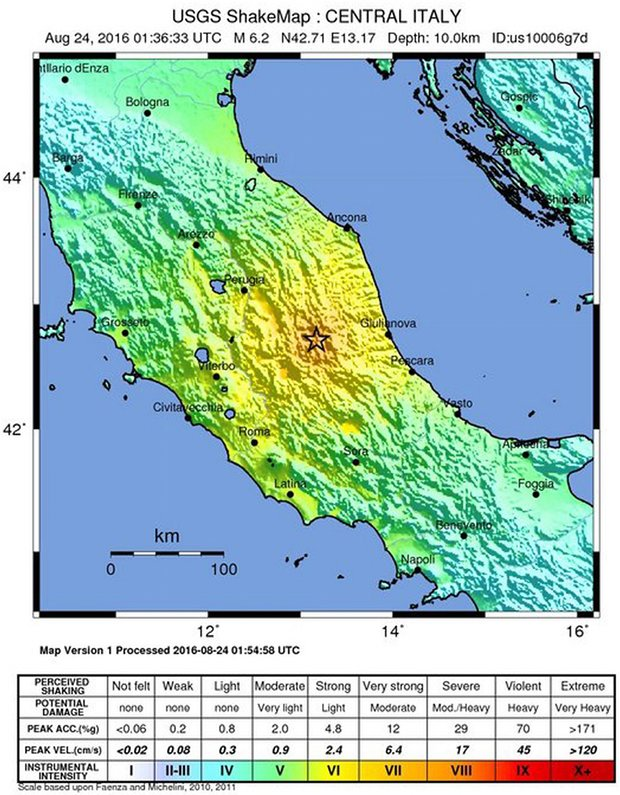 USGS ShakeMap : CENTRAL ITALY
Aug 24, 2016 01:36:33 UTC M 6.2 N42.71 E13.17 Depth: 10.0km ID:us10006g7d
ntIlario dEnza
Bologna
Gospic
Barga
Rimini
Zadar
44°
Firenze
Arezzo
Ancona
Perugia
Grosseto
Giulianova
Viterbo
Pescara
Civitavecchia
Vasto
42°
Roma
Sora
Apricena
Latina
Foggia
Benevento
km
Napoli
0 100
12° 14° 16°
Map Version 1 Processed 2016-08-24 01:54:58 UTC
PERCEIVED SHAKING Not felt Weak Light Moderate Strong Very strong Severe Violent Extreme
POTENTIAL DAMAGE none none none Very light Light Moderate Mod./Heavy Heavy Very Heavy
PEAK ACC.(%g) <0.06 0.2 0.8 2.0 4.8 12 29 70 >171
PEAK VEL.(cm/s) <0.02 0.08 0.3 0.9 2.4 6.4 17 45 >120
INSTRUMENTAL INTENSITY I II-III IV V VI VII VIII IX X+
Scale based upon Faenza and Michelini, 2010, 2011